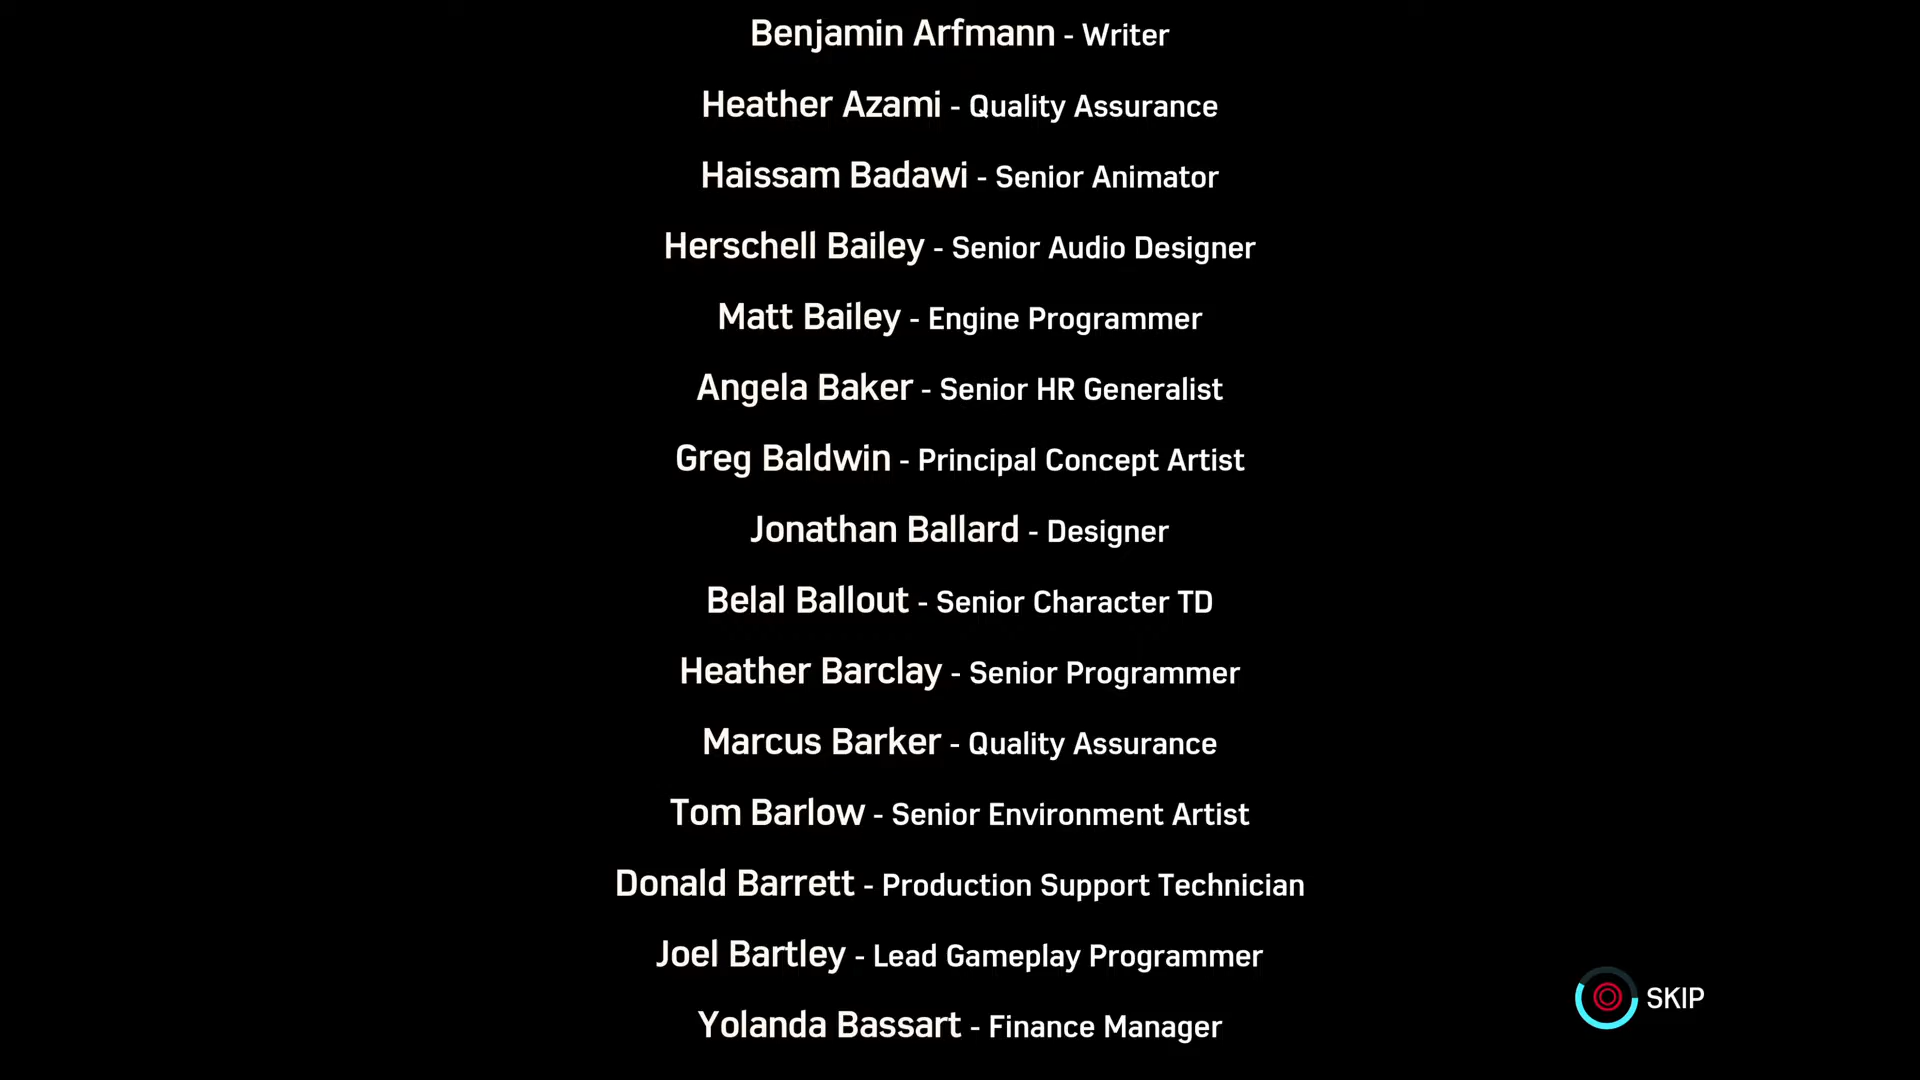 Benjamin Arfmann - Writer
Heather Azami - Quality Assurance
Haissam Badawi - Senior Animator
Herschell Bailey - Senior Audio Designer
Matt Bailey - Engine Programmer
Angela Baker - Senior HR Generalist
Greg Baldwin - Principal Concept Artist
Jonathan Ballard - Designer
Belal Ballout - Senior Character TD
Heather Barclay - Senior Programmer
Marcus Barker - Quality Assurance
Tom Barlow - Senior Environment Artist
Donald Barrett - Production Support Technician
Joel Bartley - Lead Gameplay Programmer
SKIP
Yolanda Bassart - Finance Manager